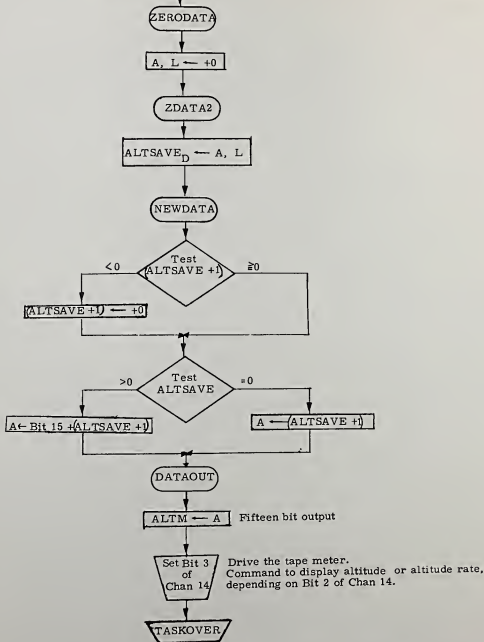 ZERODATA
A, L ← +0
ZDATA2
ALTSAVE_D ← A, L
NEWDATA
Test
(ALTSAVE +1)
<0
≧0
(ALTSAVE +1) ← +0
Test
ALTSAVE
>0
=0
A← Bit 15 +(ALTSAVE +1)
A ← (ALTSAVE +1)
DATAOUT
ALTM ← A
Fifteen bit output
Set Bit 3
of
Chan 14
Drive the tape meter.
Command to display altitude or altitude rate,
depending on Bit 2 of Chan 14.
TASKOVER